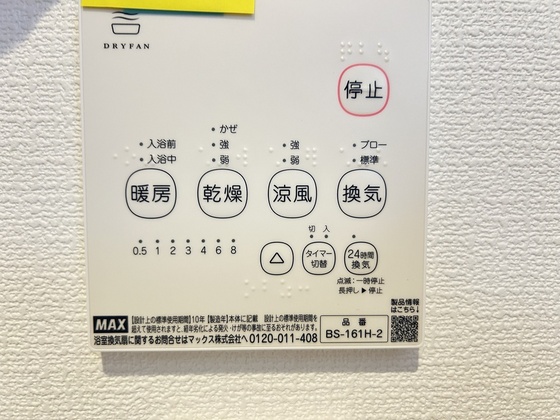 DRYFAN
停止
かぜ
入浴前 強 強 ブロー
入浴中 弱 弱 標準
暖房 乾燥 涼風 換気
切 入
0.5 1 2 3 4 6 8
△ タイマー切替 24時間換気
点滅:一時停止
長押し▶停止
製品情報はこちら↓
MAX 【設計上の標準使用期間】10年【製造年】本体に記載 設計上の標準使用期間を
超えて使用されますと、経年劣化による発火・けが等の事故に至るおそれがあります。
浴室換気扇に関するお問合せはマックス株式会社へ 0120-011-408
品番
BS-161H-2